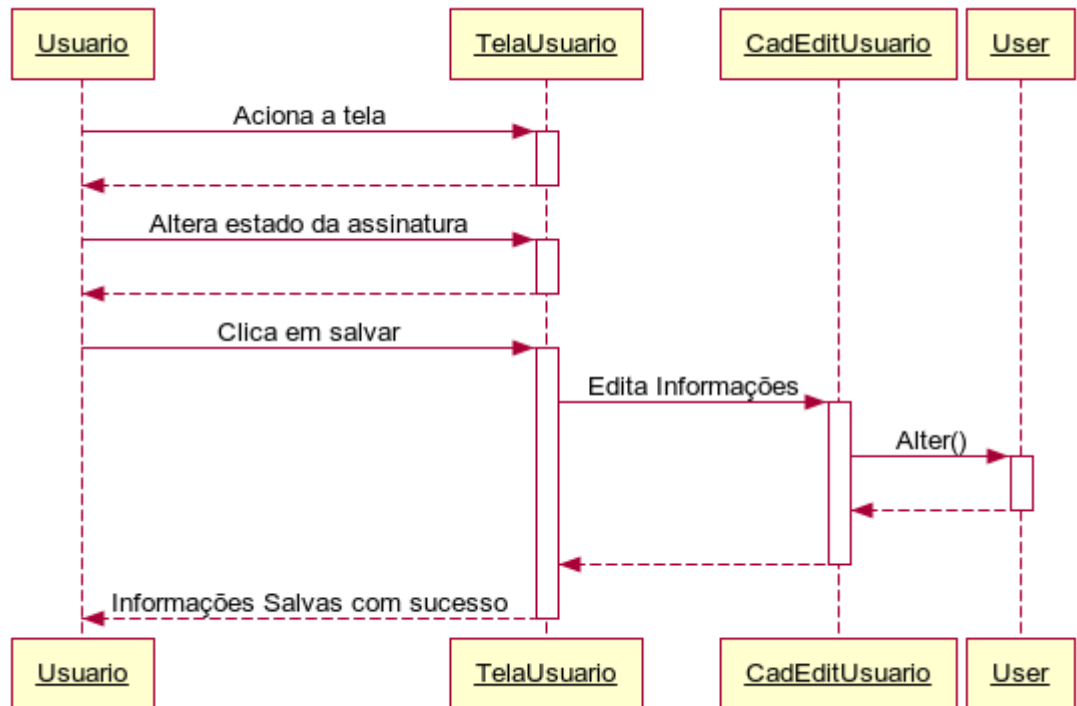 Usuario
TelaUsuario
CadEditUsuario
User
Aciona a tela
Altera estado da assinatura
Clica em salvar
Edita Informações
Alter()
Informações Salvas com sucesso
Usuario
TelaUsuario
CadEditUsuario
User